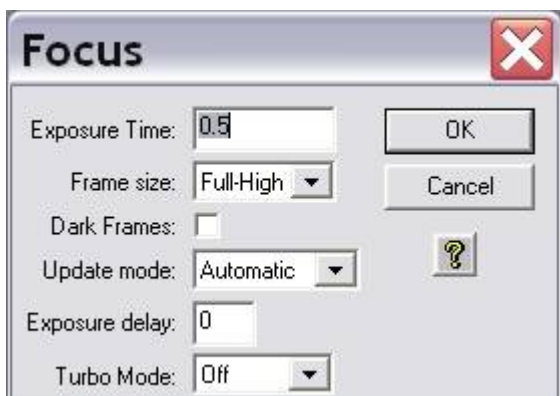 Focus
Exposure Time: 0.5 OK
Frame size: Full-High Cancel
Dark Frames:
Update mode: Automatic ?
Exposure delay: 0
Turbo Mode: Off